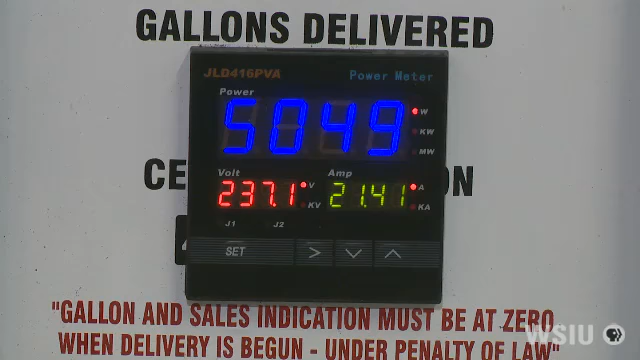 GALLONS DELIVERED
JLD416PVA Power Meter
Power
5049 W
KW
MW
Volt Amp
237.1 V 21.41 A
KV KA
J1 J2
SET > ∨ ∧
"GALLON AND SALES INDICATION MUST BE AT ZERO
WHEN DELIVERY IS BEGUN - UNDER PENALTY OF LAW"
WSIU PBS